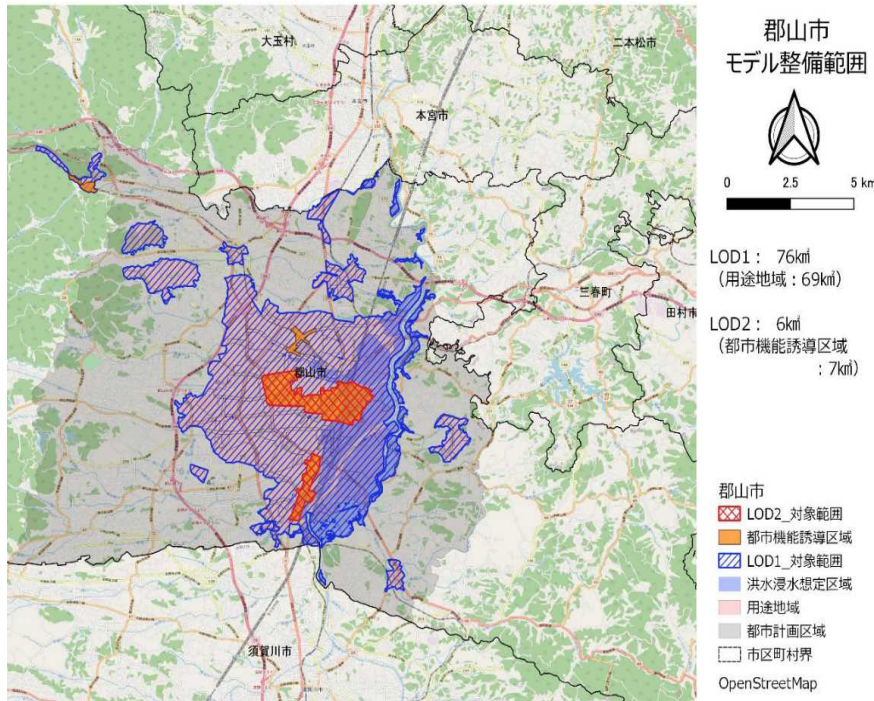 郡山市
モデル整備範囲
0 2.5 5 km
LOD1： 76㎢
（用途地域：69㎢）
LOD2： 6㎢
（都市機能誘導区域
：7㎢）
郡山市
LOD2_対象範囲
都市機能誘導区域
LOD1_対象範囲
洪水浸水想定区域
用途地域
都市計画区域
市区町村界
OpenStreetMap
大玉村
二本松市
本宮市
三春町
田村市
郡山市
須賀川市